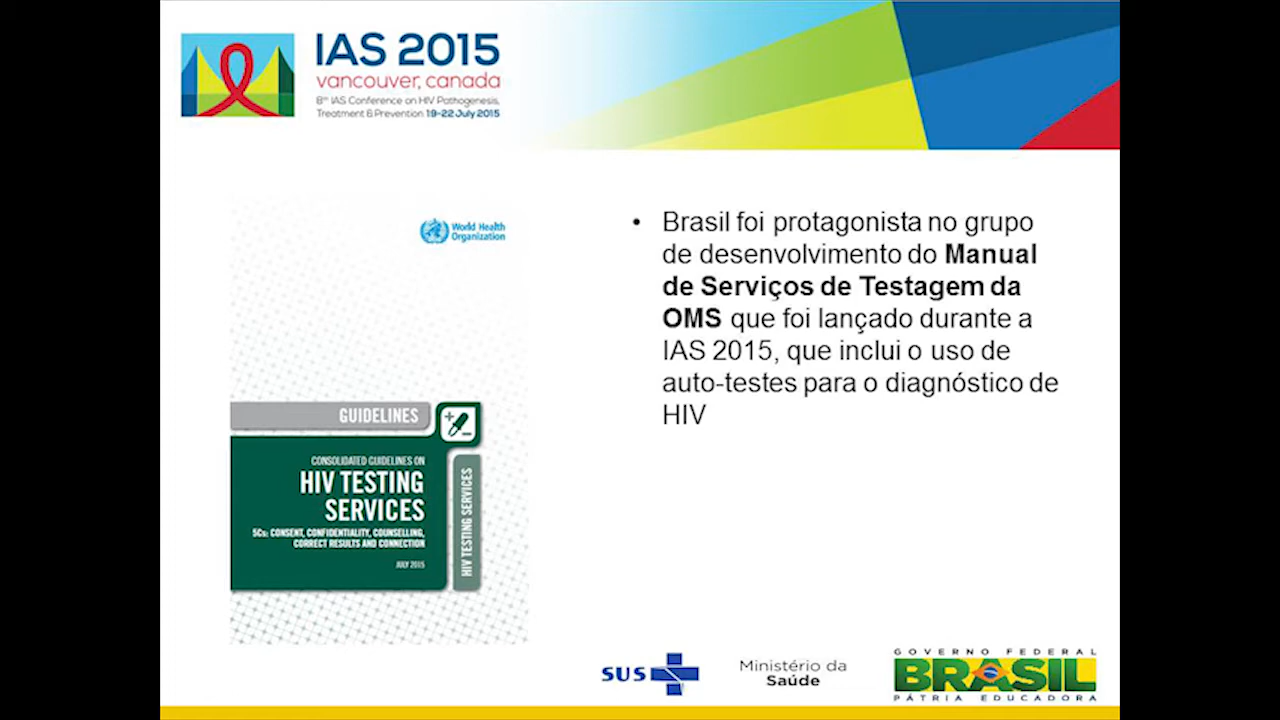 IAS 2015
vancouver, canada
8th IAS Conference on HIV Pathogenesis,
Treatment & Prevention 19-22 July 2015
World Health
Organization
GUIDELINES
CONSOLIDATED GUIDELINES ON
HIV TESTING
SERVICES
5Cs: CONSENT, CONFIDENTIALITY, COUNSELLING,
CORRECT RESULTS AND CONNECTION
JULY 2015
HIV TESTING SERVICES
• Brasil foi protagonista no grupo
de desenvolvimento do Manual
de Serviços de Testagem da
OMS que foi lançado durante a
IAS 2015, que inclui o uso de
auto-testes para o diagnóstico de
HIV
SUS
Ministério da
Saúde
GOVERNO FEDERAL
BRASIL
PÁTRIA EDUCADORA